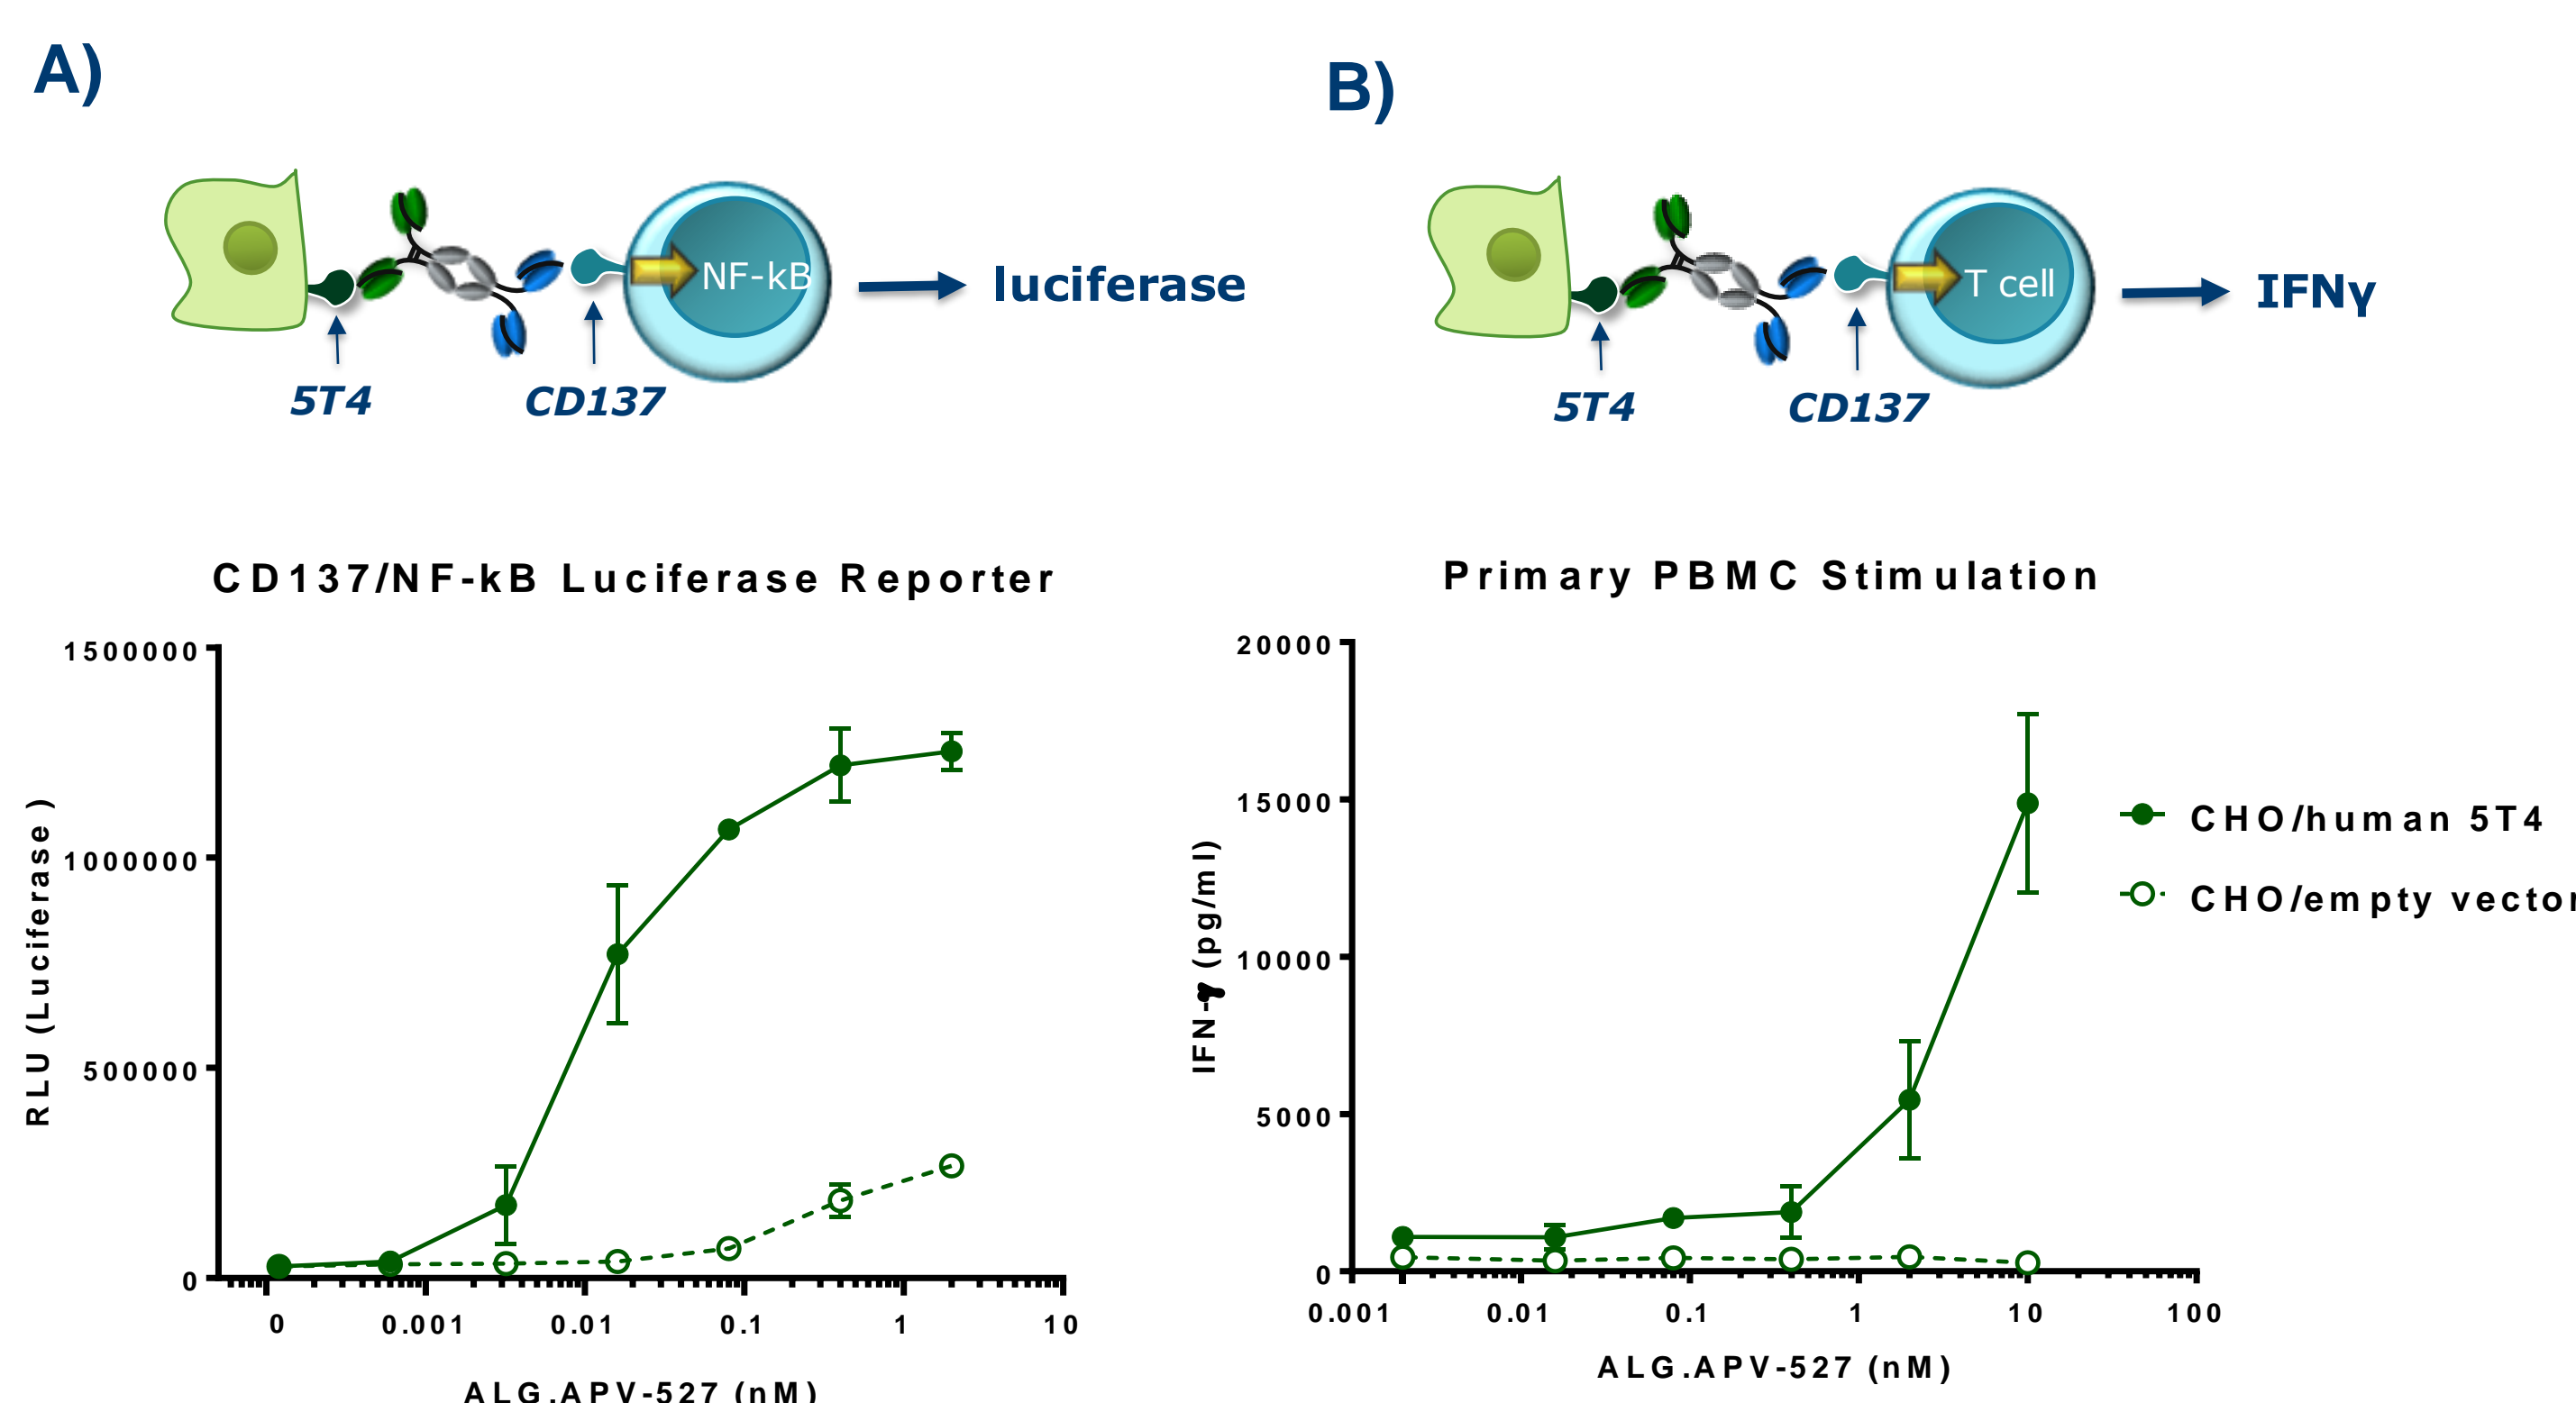 A)
NF-kB
luciferase
5T4
CD137
CD137/NF-kB Luciferase Reporter
RLU (Luciferase)
1500000
1000000
500000
0
0 0.001 0.01 0.1 1 10
ALG.APV-527 (nM)
B)
T cell
IFNγ
5T4
CD137
Primary PBMC Stimulation
IFN-γ (pg/ml)
20000
15000
10000
5000
0
0.001 0.01 0.1 1 10 100
ALG.APV-527 (nM)
CHO/human 5T4
CHO/empty vector